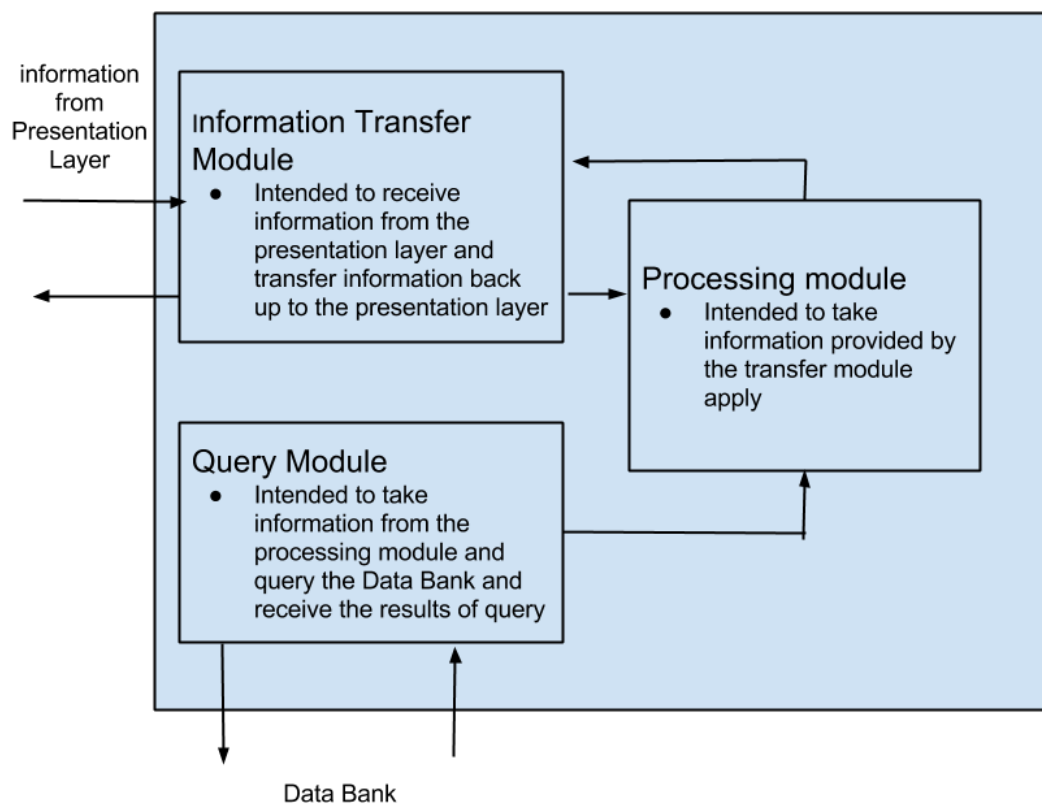 information
from
Presentation
Layer
Information Transfer
Module
● Intended to receive
information from the
presentation layer and
transfer information back
up to the presentation layer
Processing module
● Intended to take
information provided by
the transfer module
apply
Query Module
● Intended to take
information from the
processing module and
query the Data Bank and
receive the results of query
Data Bank